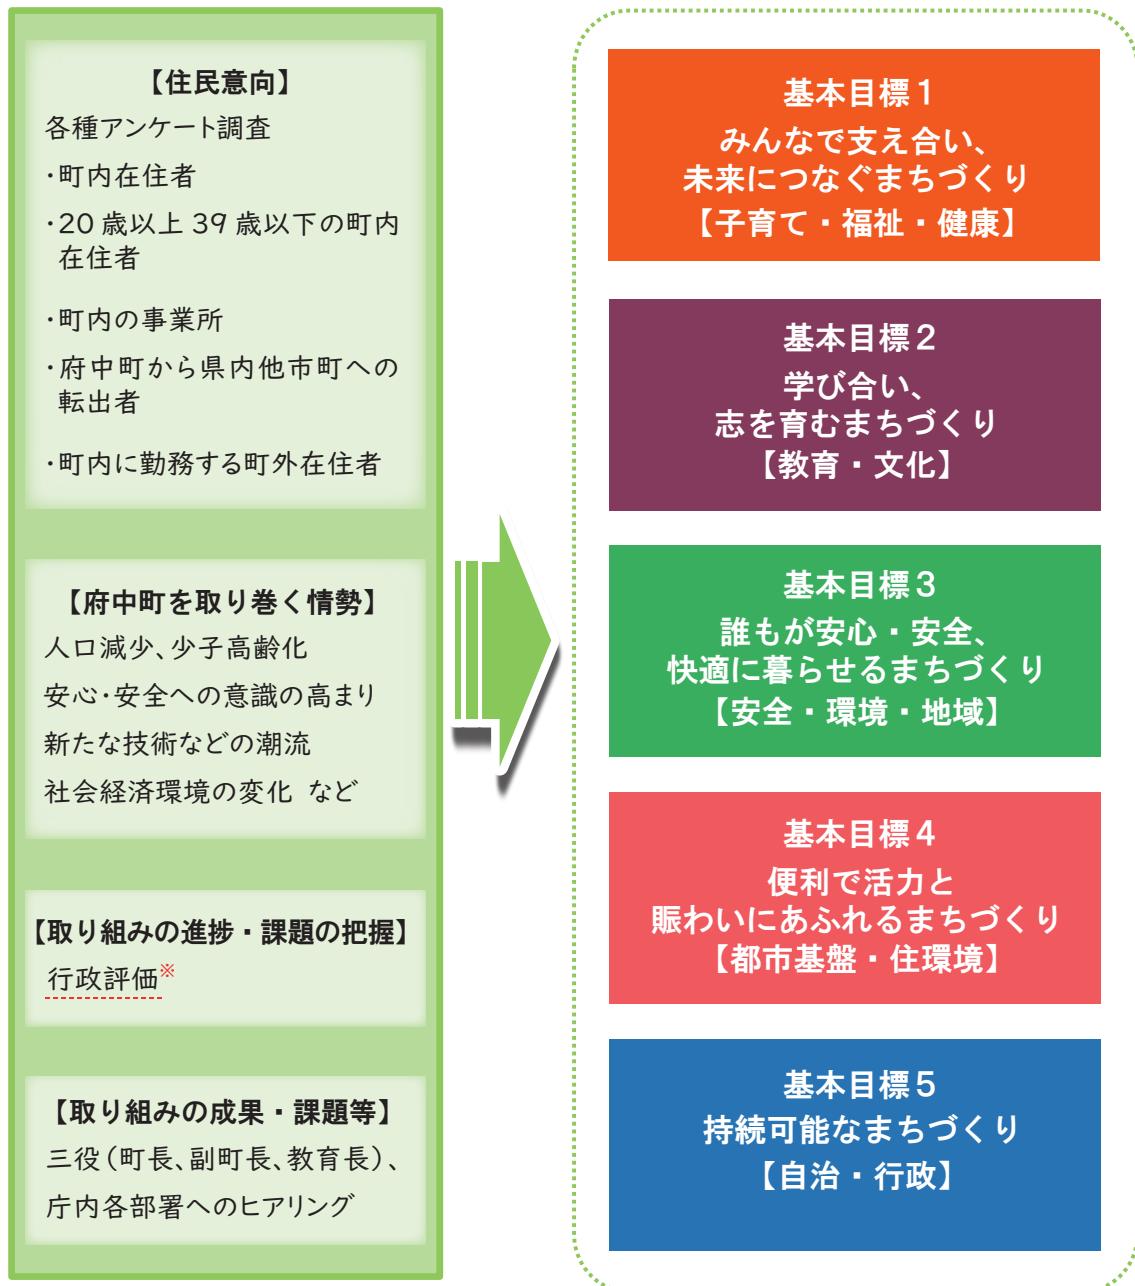 【住民意向】
各種アンケート調査
・町内在住者
・20 歳以上 39 歳以下の町内
在住者
・町内の事業所
・府中町から県内他市町への
転出者
・町内に勤務する町外在住者
【府中町を取り巻く情勢】
人口減少、少子高齢化
安心・安全への意識の高まり
新たな技術などの潮流
社会経済環境の変化 など
【取り組みの進捗・課題の把握】
行政評価※
【取り組みの成果・課題等】
三役(町長、副町長、教育長)、
庁内各部署へのヒアリング
基本目標1
みんなで支え合い、
未来につなぐまちづくり
【子育て・福祉・健康】
基本目標2
学び合い、
志を育むまちづくり
【教育・文化】
基本目標3
誰もが安心・安全、
快適に暮らせるまちづくり
【安全・環境・地域】
基本目標4
便利で活力と
賑わいにあふれるまちづくり
【都市基盤・住環境】
基本目標5
持続可能なまちづくり
【自治・行政】